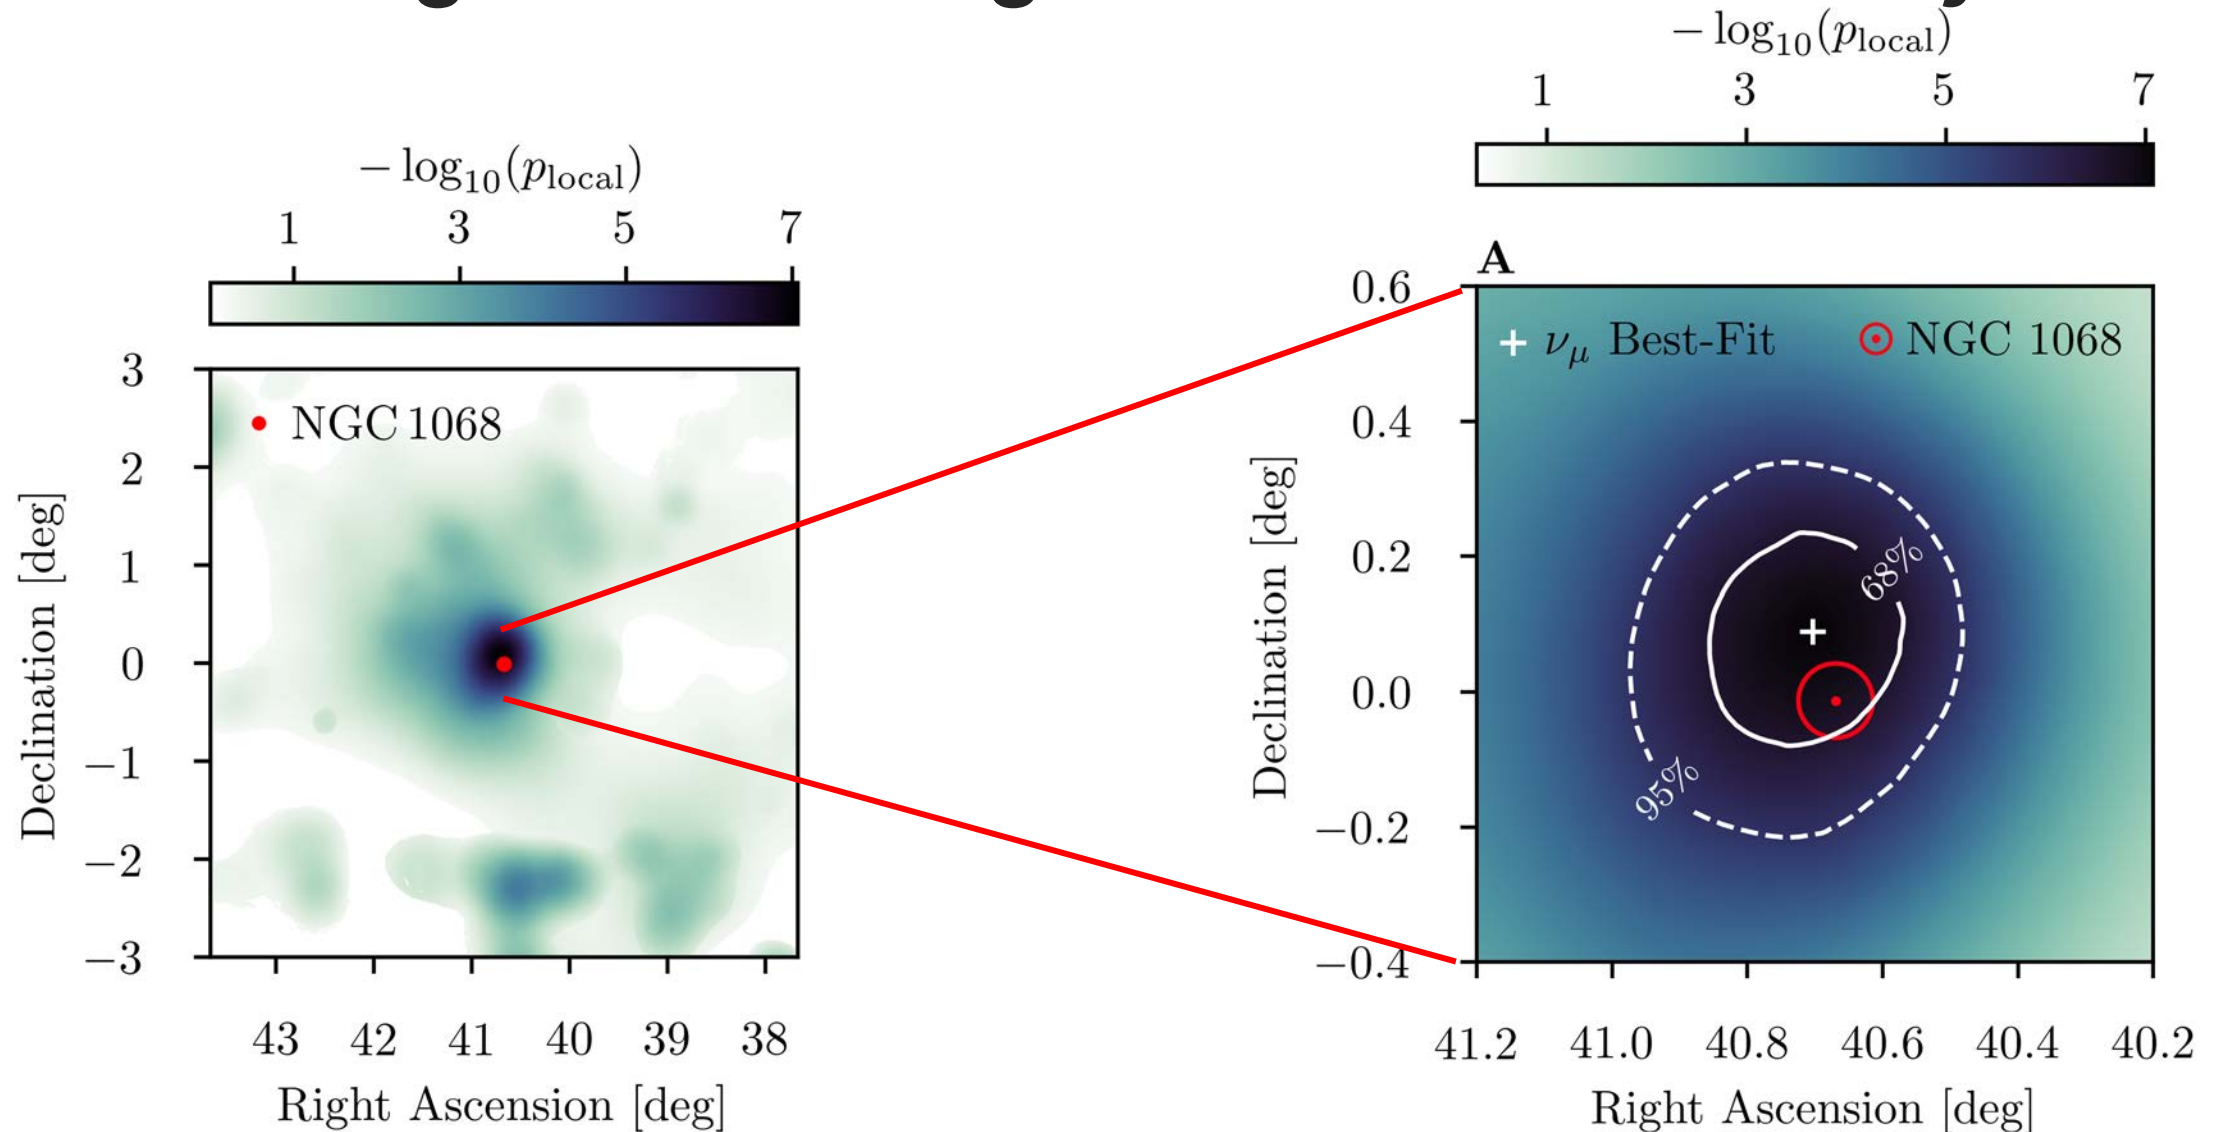 − log₁₀(p_local)
1 3 5 7
NGC 1068
3
2
1
0
−1
−2
−3
Declination [deg]
43 42 41 40 39 38
Right Ascension [deg]
− log₁₀(p_local)
1 3 5 7
A
+ ν_μ Best-Fit NGC 1068
0.6
0.4
0.2
0.0
−0.2
−0.4
Declination [deg]
68%
95%
41.2 41.0 40.8 40.6 40.4 40.2
Right Ascension [deg]